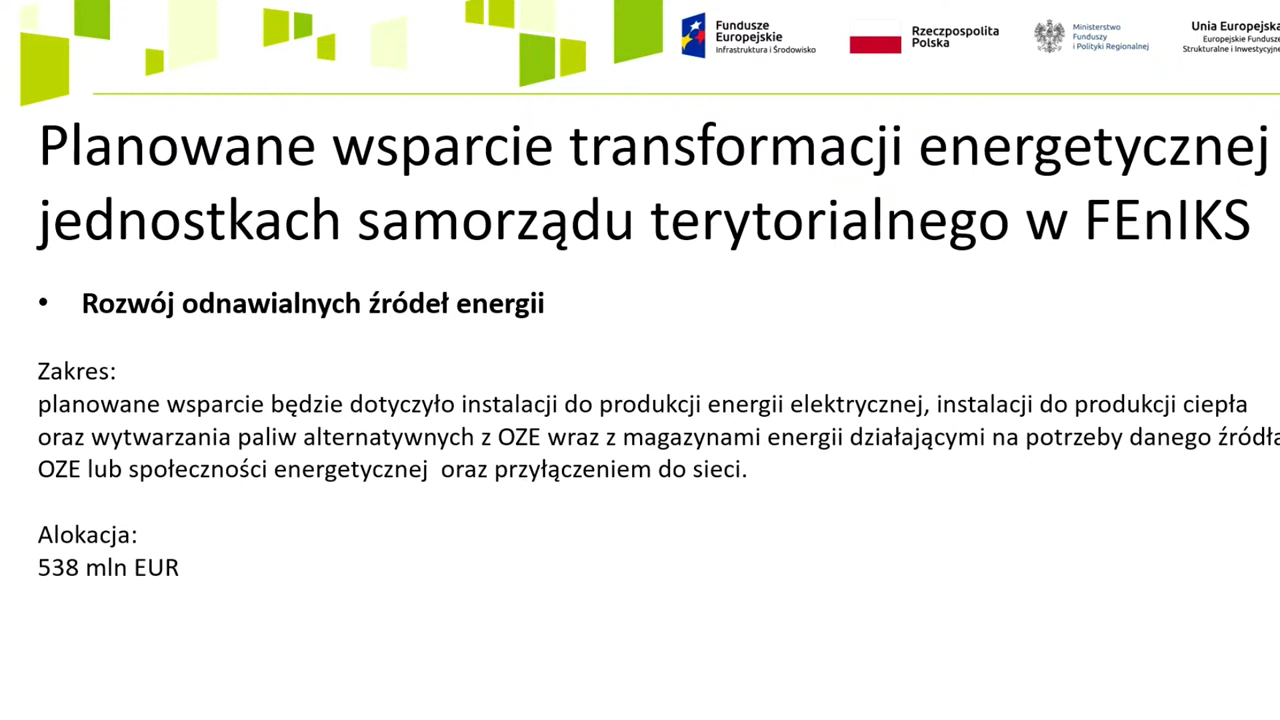 Fundusze
Europejskie
Infrastruktura i Środowisko
Rzeczpospolita
Polska
Ministerstwo
Funduszy
i Polityki Regionalnej
Unia Europejska
Europejskie Fundusze
Strukturalne i Inwestycyjne
Planowane wsparcie transformacji energetycznej
jednostkach samorządu terytorialnego w FEnIKS
• Rozwój odnawialnych źródeł energii
Zakres:
planowane wsparcie będzie dotyczyło instalacji do produkcji energii elektrycznej, instalacji do produkcji ciepła
oraz wytwarzania paliw alternatywnych z OZE wraz z magazynami energii działającymi na potrzeby danego źródła
OZE lub społeczności energetycznej oraz przyłączeniem do sieci.
Alokacja:
538 mln EUR